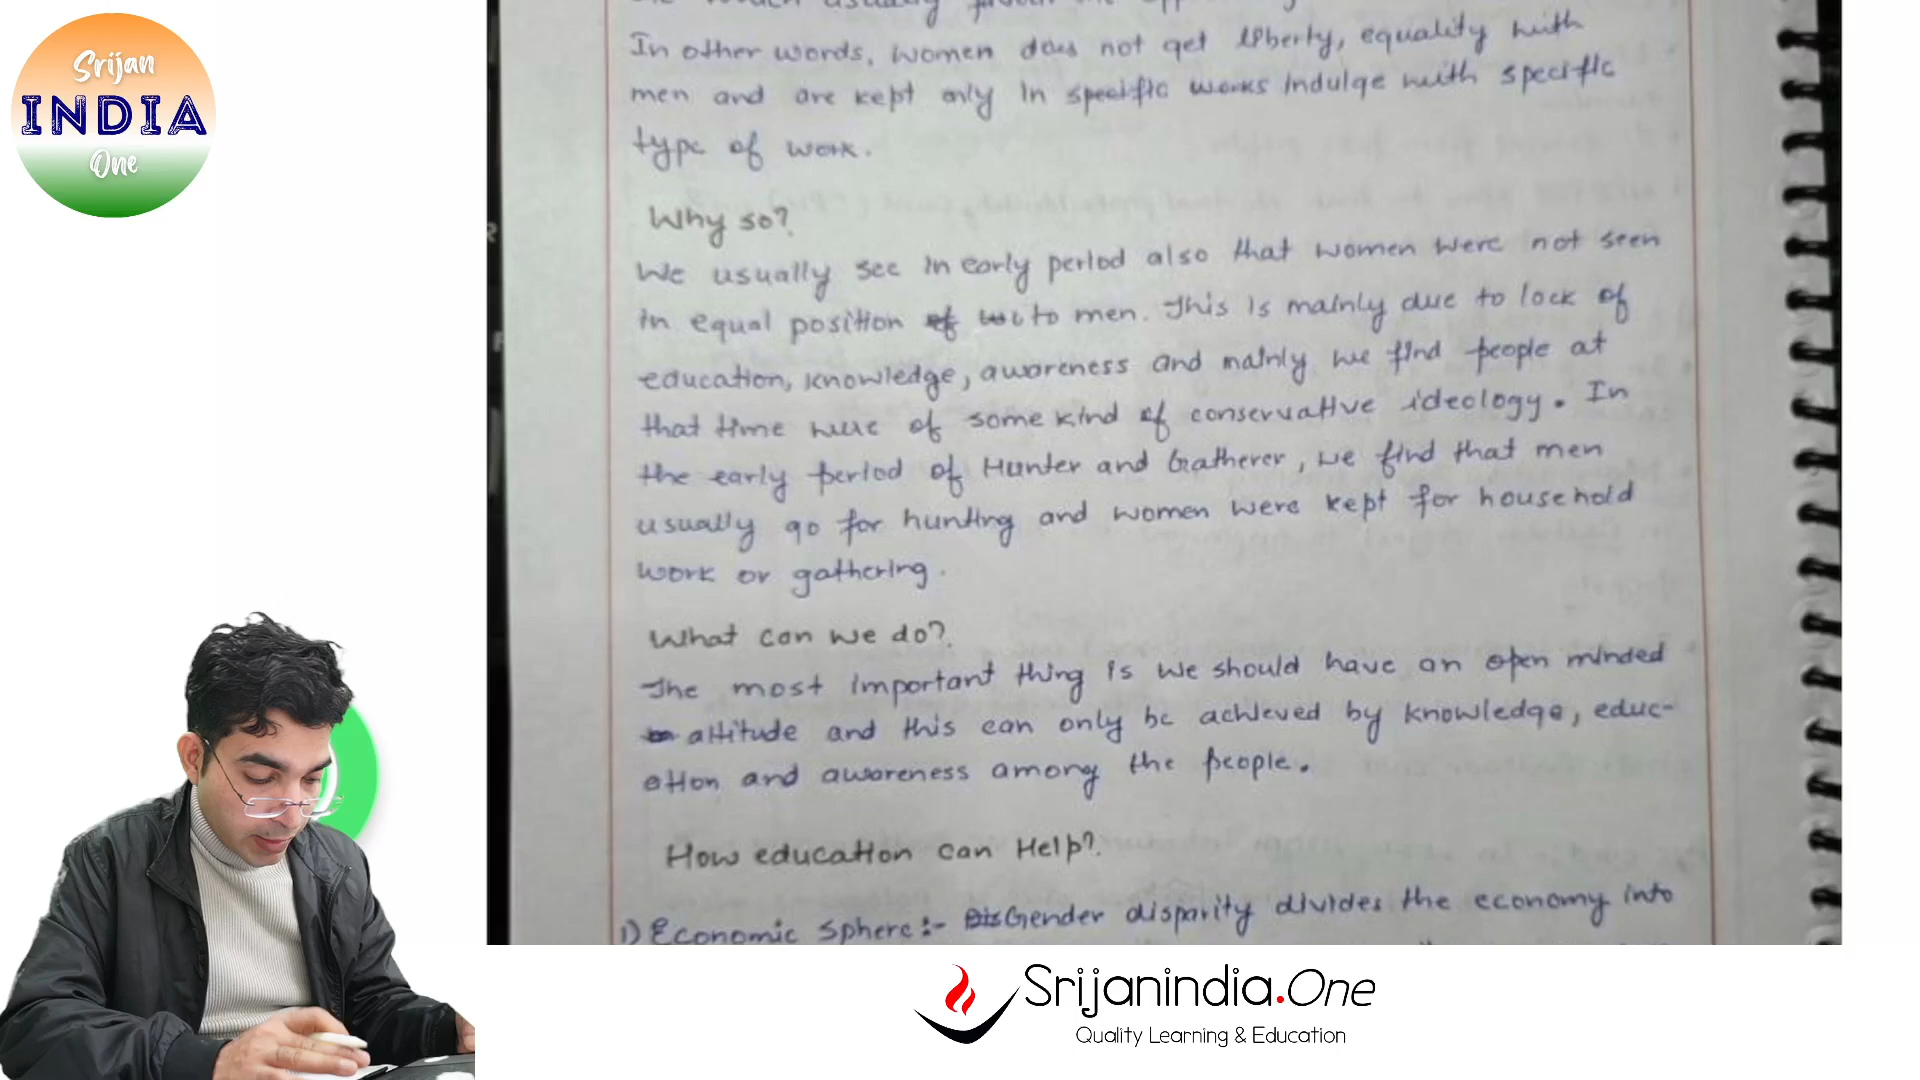 Srijan
INDIA
One
In other words, women does not get liberty, equality with
men and are kept only in specific works indulge with specific
type of work.
Why so?
We usually see in early period also that women were not seen
in equal position of to men. This is mainly due to lack of
education, knowledge, awareness and mainly we find people at
that time were of some kind of conservative ideology. In
the early period of Hunter and Gatherer, we find that men
usually go for hunting and women were kept for household
work or gathering.
What can we do?
The most important thing is we should have an open minded
attitude and this can only be achieved by knowledge, educ-
ation and awareness among the people.
How education can Help?
1) Economic Sphere:- Dis Gender disparity divides the economy into
Srijanindia.One
Quality Learning & Education